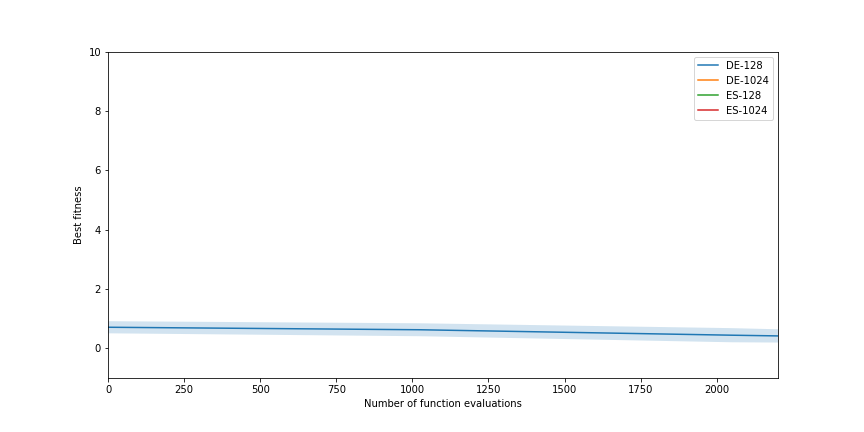 10
8
6
4
2
0
Best fitness
0 250 500 750 1000 1250 1500 1750 2000
Number of function evaluations
DE-128
DE-1024
ES-128
ES-1024